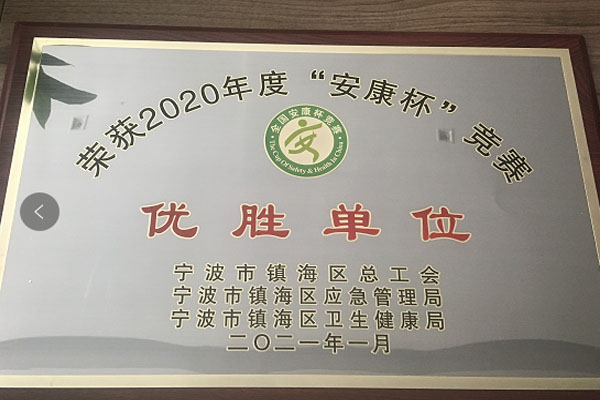 荣获2020年度“安康杯”竞赛
全国安康杯竞赛
安
The Cup Of Safety & Health In China
优胜单位
宁波市镇海区总工会
宁波市镇海区应急管理局
宁波市镇海区卫生健康局
二〇二一年一月